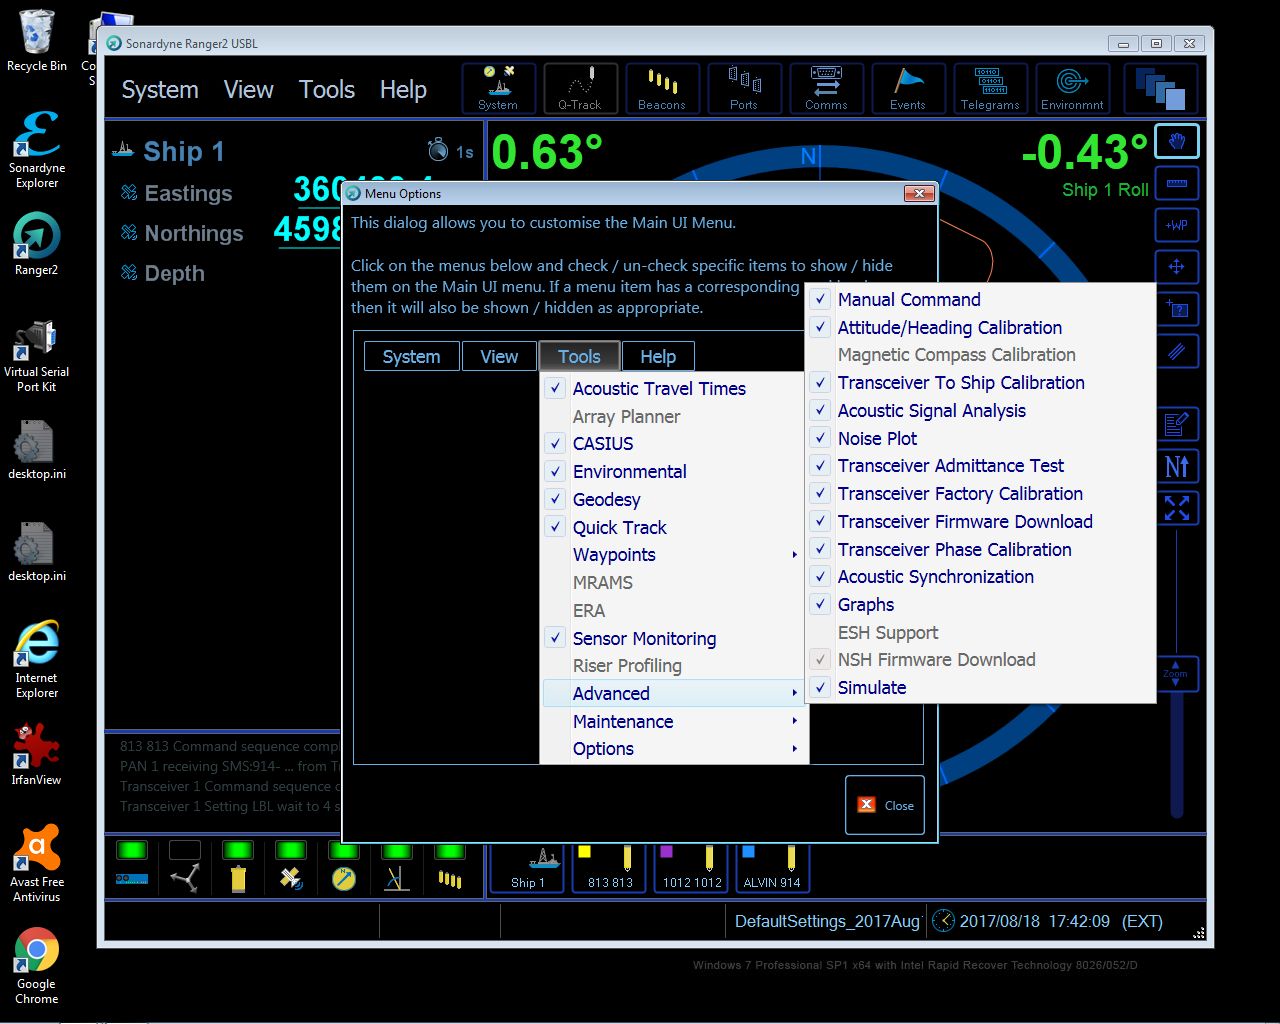 Recycle Bin
Sonardyne Explorer
Ranger2
Virtual Serial Port Kit
desktop.ini
desktop.ini
Internet Explorer
IrfanView
Avast Free Antivirus
Google Chrome
Sonardyne Ranger2 USBL
System View Tools Help
System Q-Track Beacons Ports Comms Events Telegrams Environmnt
Ship 1
1s
Eastings
Northings
4598
Depth
0.63°
N
-0.43°
Ship 1 Roll
+WP
N
Zoom
Menu Options
This dialog allows you to customise the Main UI Menu.
Click on the menus below and check / un-check specific items to show / hide
them on the Main UI menu. If a menu item has a corresponding
then it will also be shown / hidden as appropriate.
System View Tools Help
Acoustic Travel Times
Array Planner
CASIUS
Environmental
Geodesy
Quick Track
Waypoints
MRAMS
ERA
Sensor Monitoring
Riser Profiling
Advanced
Maintenance
Options
Manual Command
Attitude/Heading Calibration
Magnetic Compass Calibration
Transceiver To Ship Calibration
Acoustic Signal Analysis
Noise Plot
Transceiver Admittance Test
Transceiver Factory Calibration
Transceiver Firmware Download
Transceiver Phase Calibration
Acoustic Synchronization
Graphs
ESH Support
NSH Firmware Download
Simulate
Close
813 813 Command sequence comp
PAN 1 receiving SMS:914- ... from T
Transceiver 1 Command sequence c
Transceiver 1 Setting LBL wait to 4 s
Ship 1
813 813
1012 1012
ALVIN 914
DefaultSettings_2017Aug
2017/08/18 17:42:09 (EXT)
Windows 7 Professional SP1 x64 with Intel Rapid Recover Technology 8026/052/D